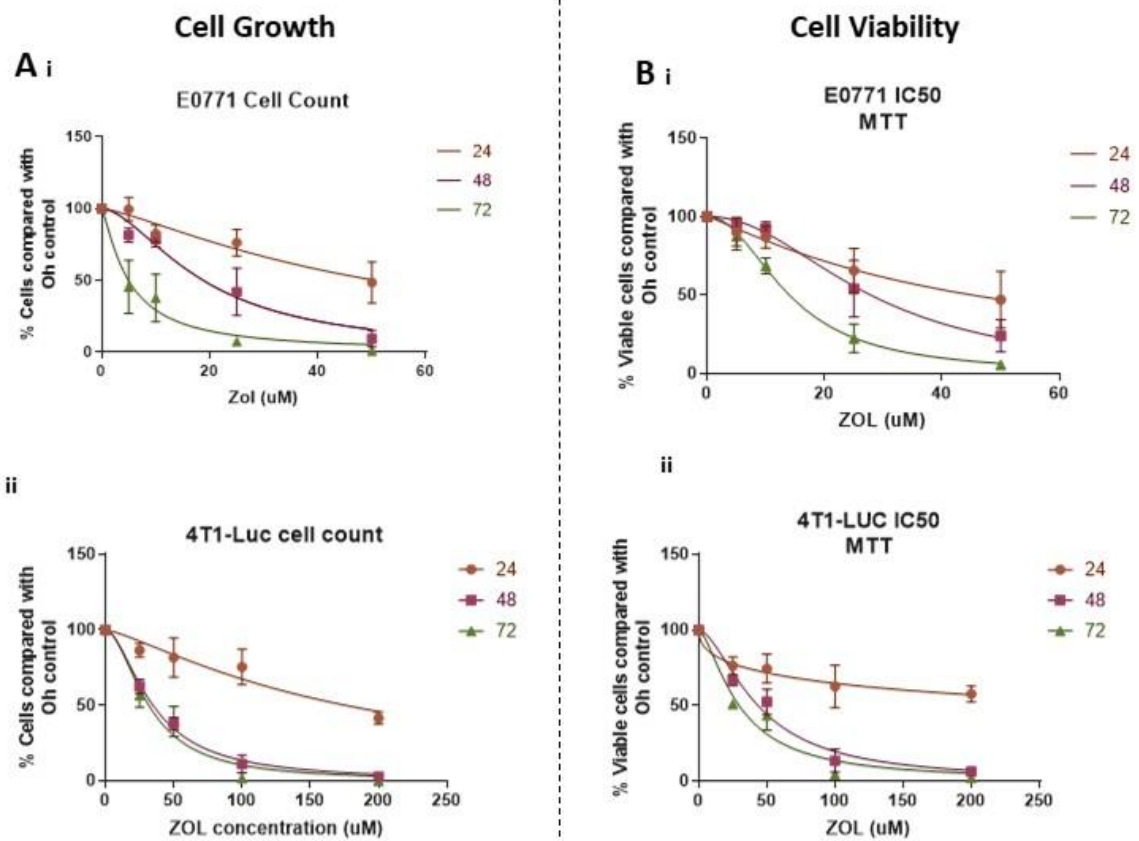 Cell Growth
A i
E0771 Cell Count
% Cells compared with
Oh control
150
100
50
0
0
20
40
60
Zol (uM)
24
48
72
ii
4T1-Luc cell count
% Cells compared with
Oh control
150
100
50
0
0
50
100
150
200
250
ZOL concentration (uM)
24
48
72
Cell Viability
B i
E0771 IC50
MTT
% Viable cells compared with
Oh control
150
100
50
0
0
20
40
60
ZOL (uM)
24
48
72
ii
4T1-LUC IC50
MTT
% Viable cells compared with
Oh control
150
100
50
0
0
50
100
150
200
250
ZOL (uM)
24
48
72